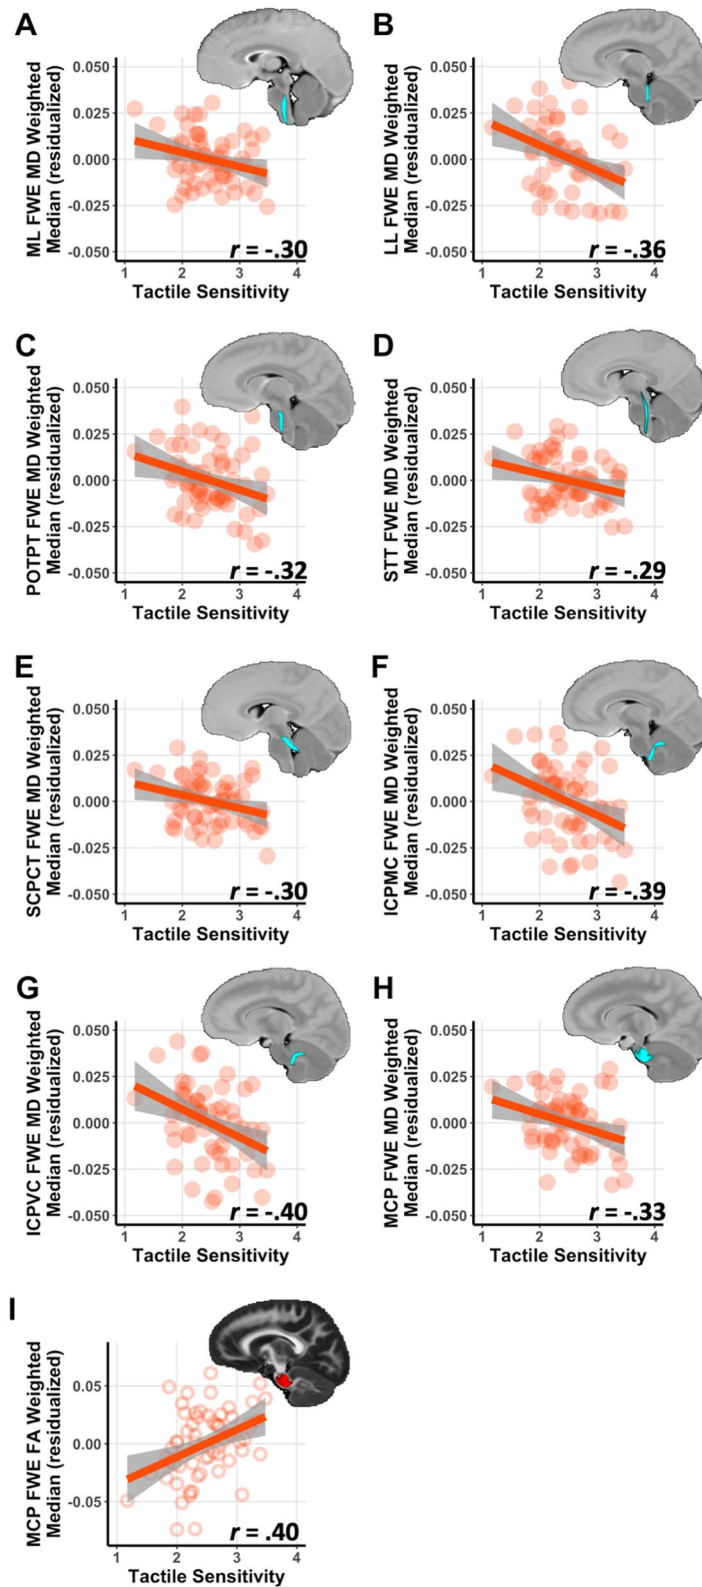 A
ML FWE MD Weighted
Median (residualized)
0.050
0.025
0.000
-0.025
-0.050
r = -.30
1 2 3 4
Tactile Sensitivity
B
LL FWE MD Weighted
Median (residualized)
0.050
0.025
0.000
-0.025
-0.050
r = -.36
1 2 3 4
Tactile Sensitivity
C
POTPT FWE MD Weighted
Median (residualized)
0.050
0.025
0.000
-0.025
-0.050
r = -.32
1 2 3 4
Tactile Sensitivity
D
STT FWE MD Weighted
Median (residualized)
0.050
0.025
0.000
-0.025
-0.050
r = -.29
1 2 3 4
Tactile Sensitivity
E
SCPCT FWE MD Weighted
Median (residualized)
0.050
0.025
0.000
-0.025
-0.050
r = -.30
1 2 3 4
Tactile Sensitivity
F
ICPMC FWE MD Weighted
Median (residualized)
0.050
0.025
0.000
-0.025
-0.050
r = -.39
1 2 3 4
Tactile Sensitivity
G
ICPVC FWE MD Weighted
Median (residualized)
0.050
0.025
0.000
-0.025
-0.050
r = -.40
1 2 3 4
Tactile Sensitivity
H
MCP FWE MD Weighted
Median (residualized)
0.050
0.025
0.000
-0.025
-0.050
r = -.33
1 2 3 4
Tactile Sensitivity
I
MCP FWE FA Weighted
Median (residualized)
0.05
0.00
-0.05
r = .40
1 2 3 4
Tactile Sensitivity